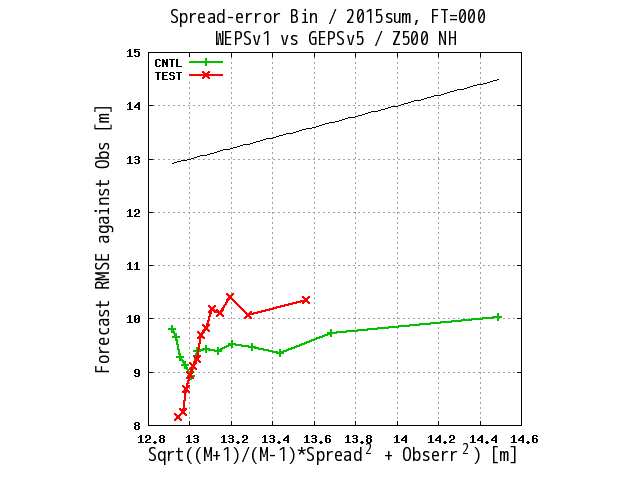 Spread-error Bin / 2015sum, FT=000
WEPSv1 vs GEPSv5 / Z500 NH
CNTL
TEST
Forecast RMSE against Obs [m]
15
14
13
12
11
10
9
8
12.8 13 13.2 13.4 13.6 13.8 14 14.2 14.4 14.6
Sqrt((M+1)/(M-1)*Spread² + Obserr²) [m]